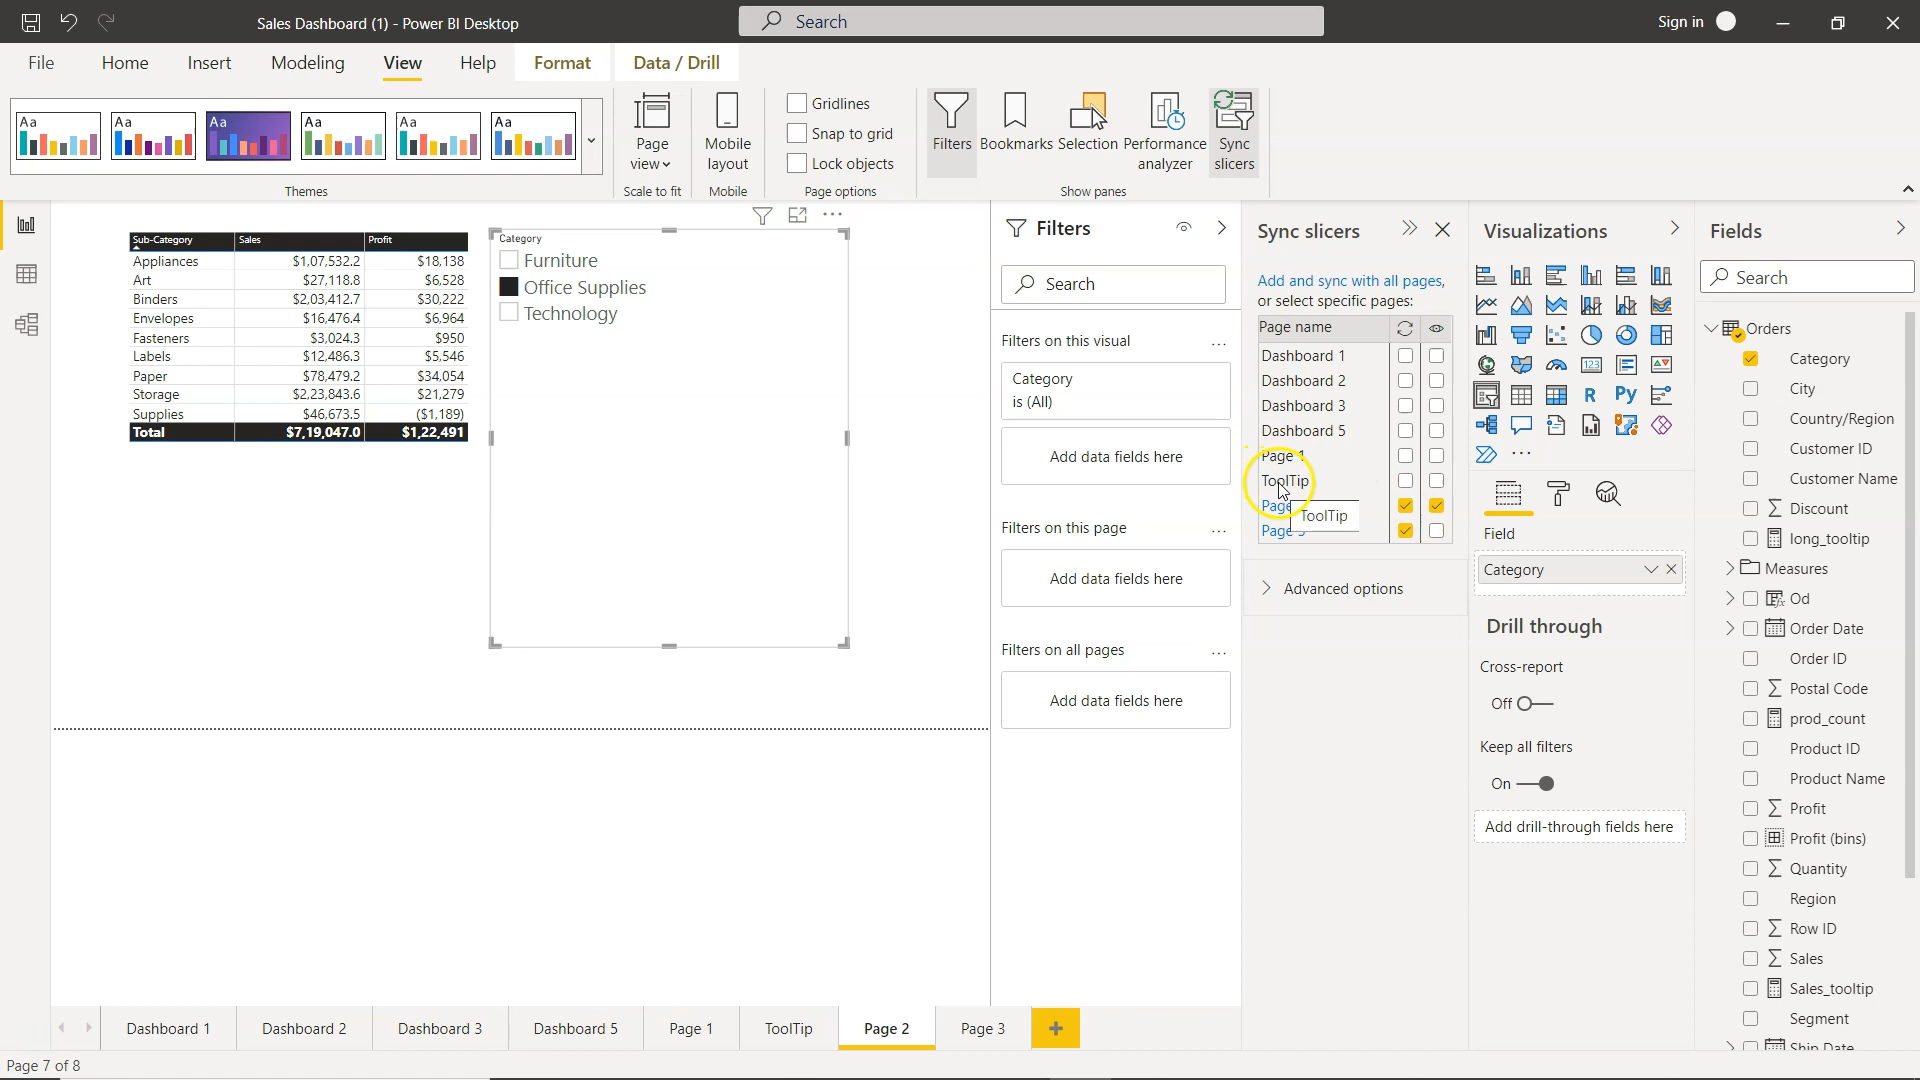 Sales Dashboard (1) - Power BI Desktop
Search
Sign in
File
Home
Insert
Modeling
View
Help
Format
Data / Drill
Aa
Aa
Aa
Aa
Aa
Aa
Themes
Page
view
Scale to fit
Mobile
layout
Mobile
Gridlines
Snap to grid
Lock objects
Page options
Filters
Bookmarks
Selection
Performance
analyzer
Sync
slicers
Show panes
Sub-Category Sales Profit
Appliances $1,07,532.2 $18,138
Art $27,118.8 $6,528
Binders $2,03,412.7 $30,222
Envelopes $16,476.4 $6,964
Fasteners $3,024.3 $950
Labels $12,486.3 $5,546
Paper $78,479.2 $34,054
Storage $2,23,843.6 $21,279
Supplies $46,673.5 ($1,189)
Total $7,19,047.0 $1,22,491
Category
Furniture
Office Supplies
Technology
Filters
Search
Filters on this visual ...
Category
is (All)
Add data fields here
Filters on this page ...
Add data fields here
Filters on all pages ...
Add data fields here
Sync slicers
Add and sync with all pages,
or select specific pages:
Page name
Dashboard 1
Dashboard 2
Dashboard 3
Dashboard 5
Page 1
ToolTip
Page
ToolTip
Page 3
Advanced options
Visualizations
123
R
Py
...
Field
Category
Drill through
Cross-report
Off
Keep all filters
On
Add drill-through fields here
Fields
Search
Orders
Category
City
Country/Region
Customer ID
Customer Name
Discount
long_tooltip
Measures
Od
Order Date
Order ID
Postal Code
prod_count
Product ID
Product Name
Profit
Profit (bins)
Quantity
Region
Row ID
Sales
Sales_tooltip
Segment
Ship Date
Dashboard 1
Dashboard 2
Dashboard 3
Dashboard 5
Page 1
ToolTip
Page 2
Page 3
Page 7 of 8